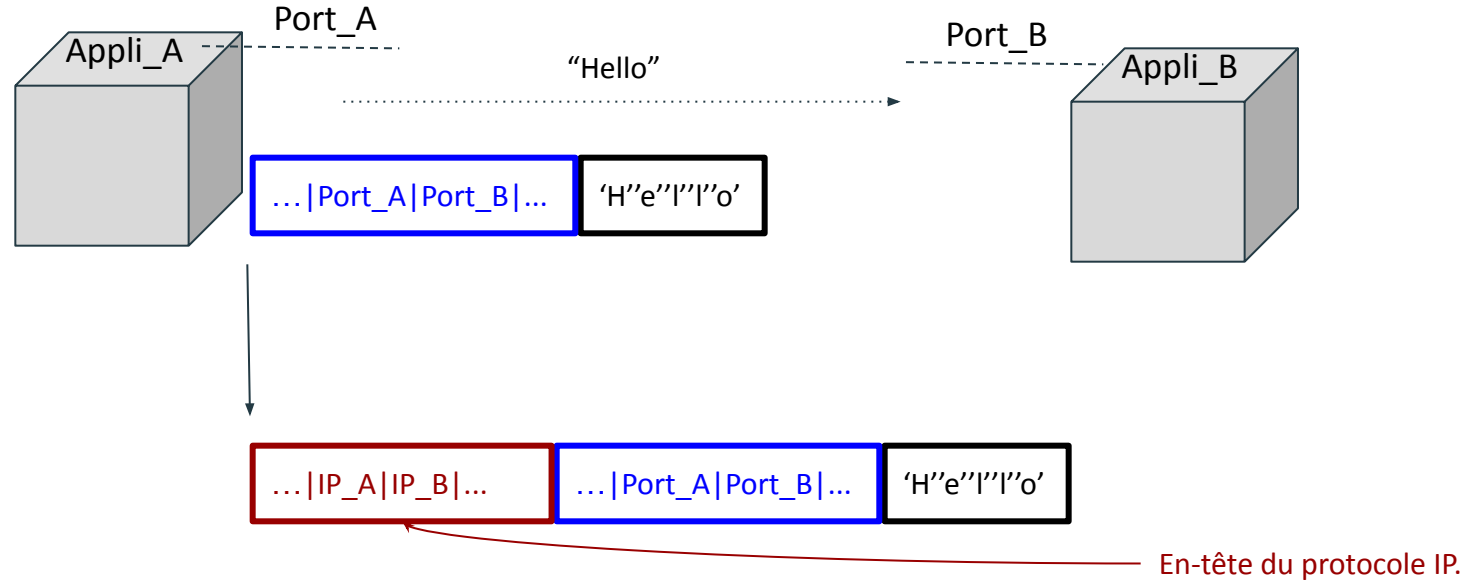 Port_A
Appli_A
Port_B
“Hello”
Appli_B
…|Port_A|Port_B|...
‘H’’e’’l’’l’’o’
…|IP_A|IP_B|...
…|Port_A|Port_B|...
‘H’’e’’l’’l’’o’
En-tête du protocole IP.